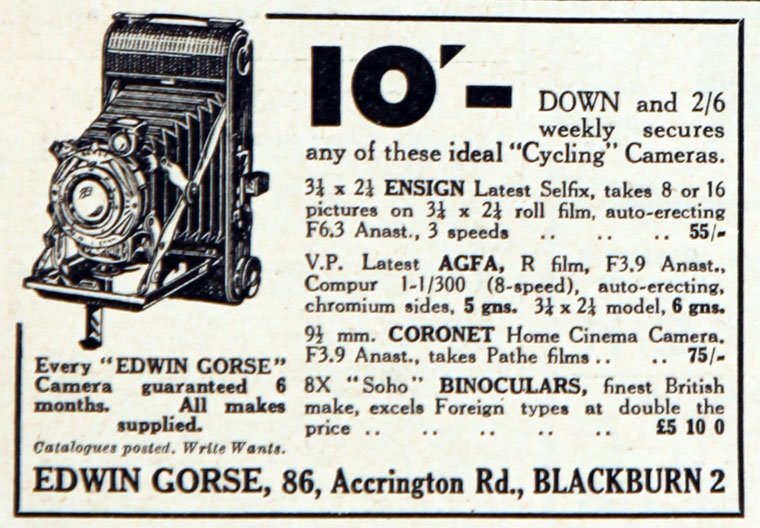 10'-
DOWN and 2/6
weekly secures
any of these ideal "Cycling" Cameras.
3¼ x 2¼ ENSIGN Latest Selfix, takes 8 or 16
pictures on 3¼ x 2¼ roll film, auto-erecting
F6.3 Anast., 3 speeds .. .. .. 55/-
V.P. Latest AGFA, R film, F3.9 Anast.,
Compur 1-1/300 (8-speed), auto-erecting,
chromium sides, 5 gns. 3¼ x 2¼ model, 6 gns.
9½ mm. CORONET Home Cinema Camera,
F3.9 Anast., takes Pathe films .. .. .. 75/-
8X "Soho" BINOCULARS, finest British
make, excels Foreign types at double the
price .. .. .. .. .. £5 10 0
Every "EDWIN GORSE"
Camera guaranteed 6
months. All makes
supplied.
Catalogues posted. Write Wants.
EDWIN GORSE, 86, Accrington Rd., BLACKBURN 2